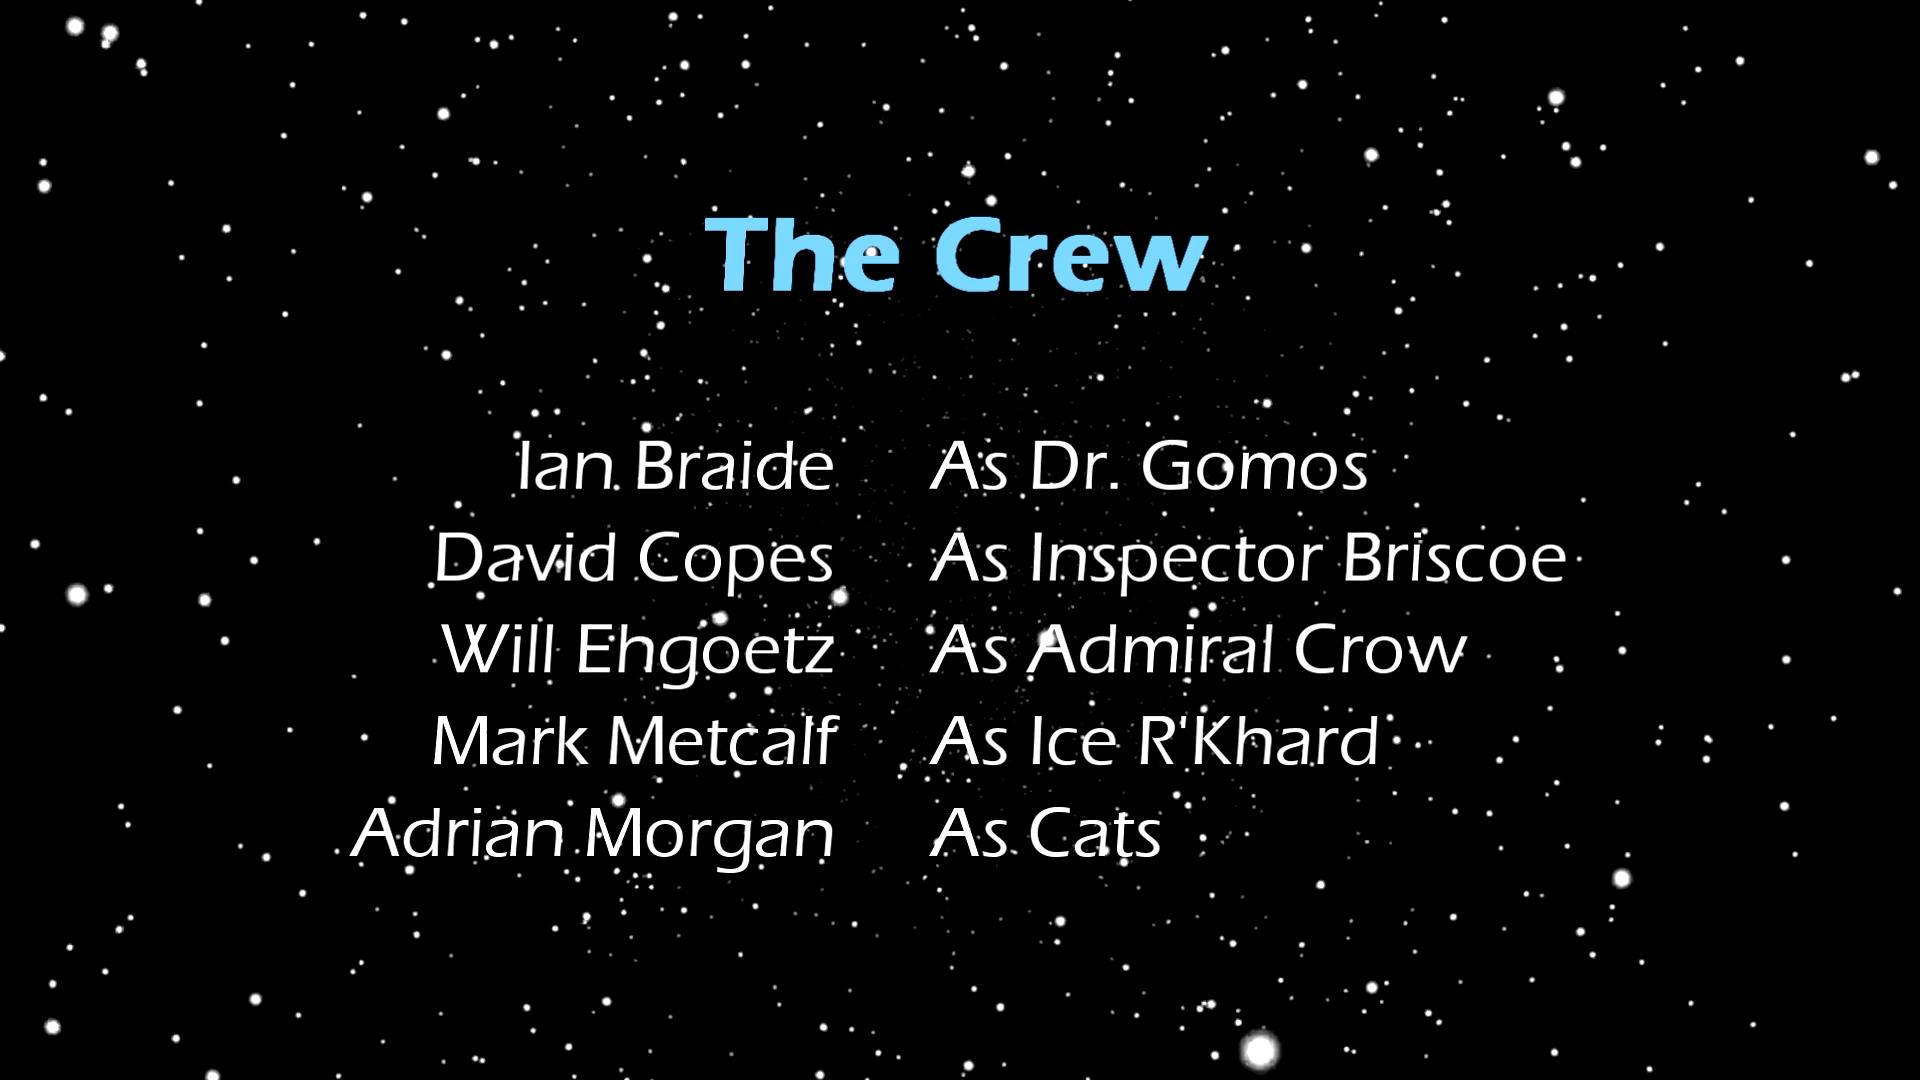 The Crew
Ian Braide As Dr. Gomos
David Copes As Inspector Briscoe
Will Ehgoetz As Admiral Crow
Mark Metcalf As Ice R'Khard
Adrian Morgan As Cats